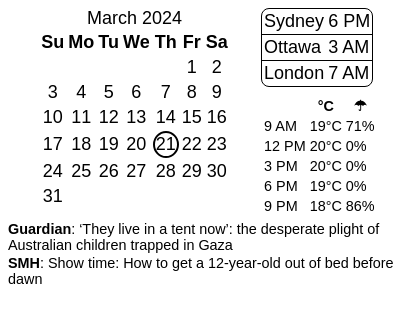 March 2024
Su Mo Tu We Th Fr Sa
1 2
3 4 5 6 7 8 9
10 11 12 13 14 15 16
17 18 19 20 21 22 23
24 25 26 27 28 29 30
31
Sydney 6 PM
Ottawa 3 AM
London 7 AM
°C ☂
9 AM 19°C 71%
12 PM 20°C 0%
3 PM 20°C 0%
6 PM 19°C 0%
9 PM 18°C 86%
Guardian: ‘They live in a tent now’: the desperate plight of
Australian children trapped in Gaza
SMH: Show time: How to get a 12-year-old out of bed before
dawn